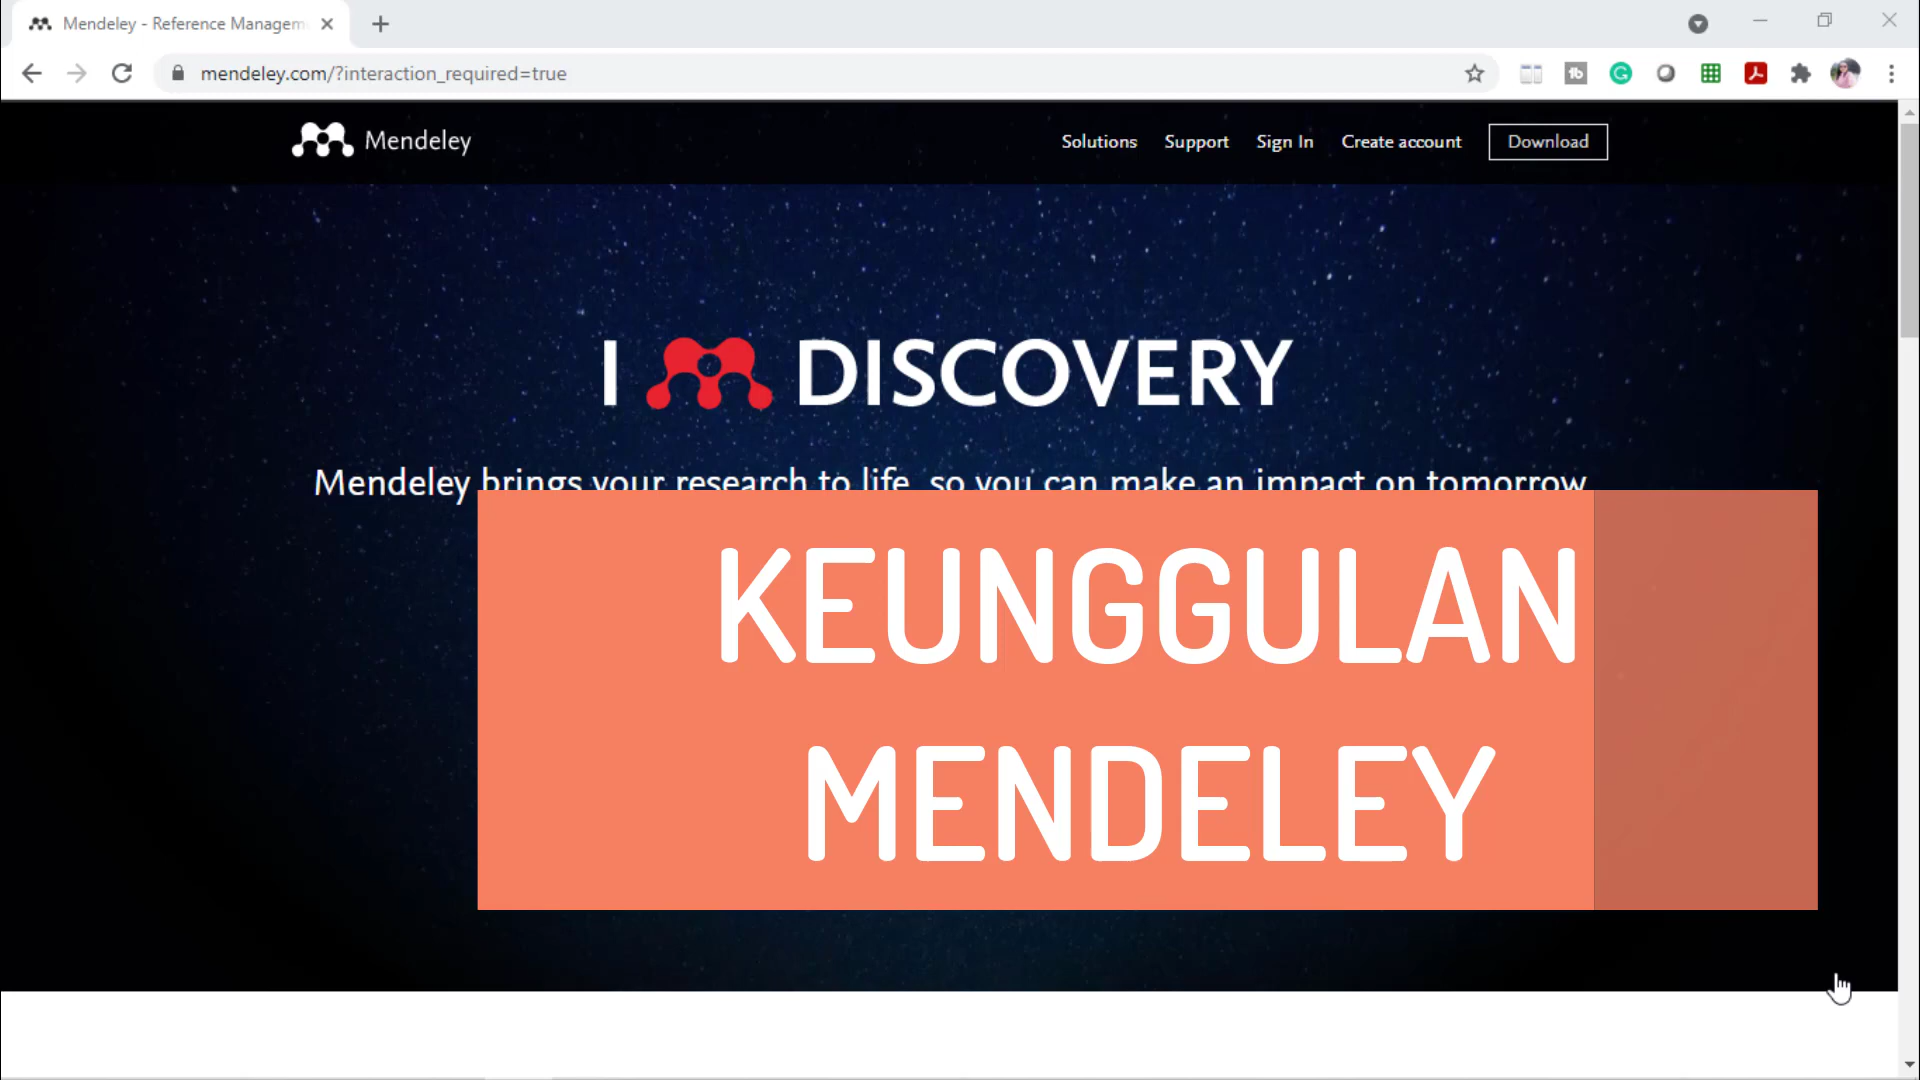 Mendeley - Reference Managem
mendeley.com/?interaction_required=true
Mendeley
Solutions Support Sign In Create account Download
I DISCOVERY
Mendeley brings your research to life, so you can make an impact on tomorrow
KEUNGGULAN
MENDELEY